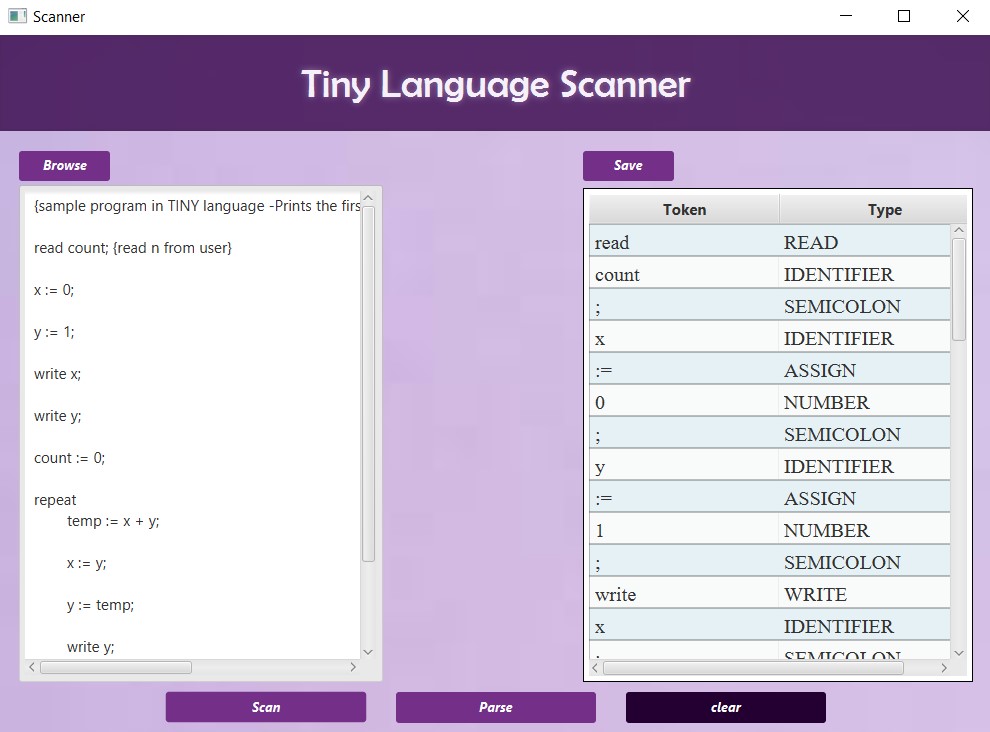 Scanner
Tiny Language Scanner
Browse
Save
{sample program in TINY language -Prints the firs
read count; {read n from user}
x := 0;
y := 1;
write x;
write y;
count := 0;
repeat
temp := x + y;
x := y;
y := temp;
write y;
Token Type
read READ
count IDENTIFIER
; SEMICOLON
x IDENTIFIER
:= ASSIGN
0 NUMBER
; SEMICOLON
y IDENTIFIER
:= ASSIGN
1 NUMBER
; SEMICOLON
write WRITE
x IDENTIFIER
; SEMICOLON
Scan
Parse
clear